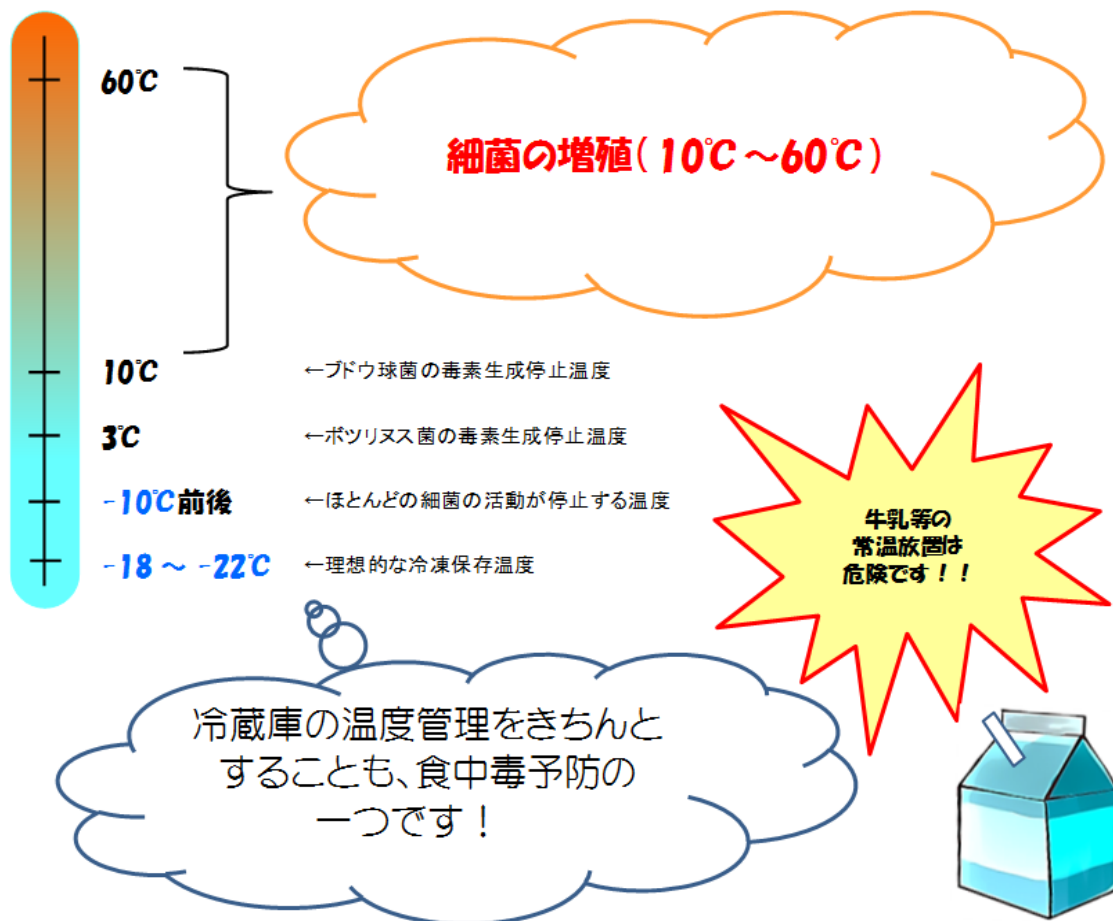 60℃
細菌の増殖(10℃～60℃)
10℃
←ブドウ球菌の毒素生成停止温度
3℃
←ボツリヌス菌の毒素生成停止温度
-10℃前後
←ほとんどの細菌の活動が停止する温度
-18～-22℃
←理想的な冷凍保存温度
牛乳等の
常温放置は
危険です！！
冷蔵庫の温度管理をきちんと
することも、食中毒予防の
一つです！